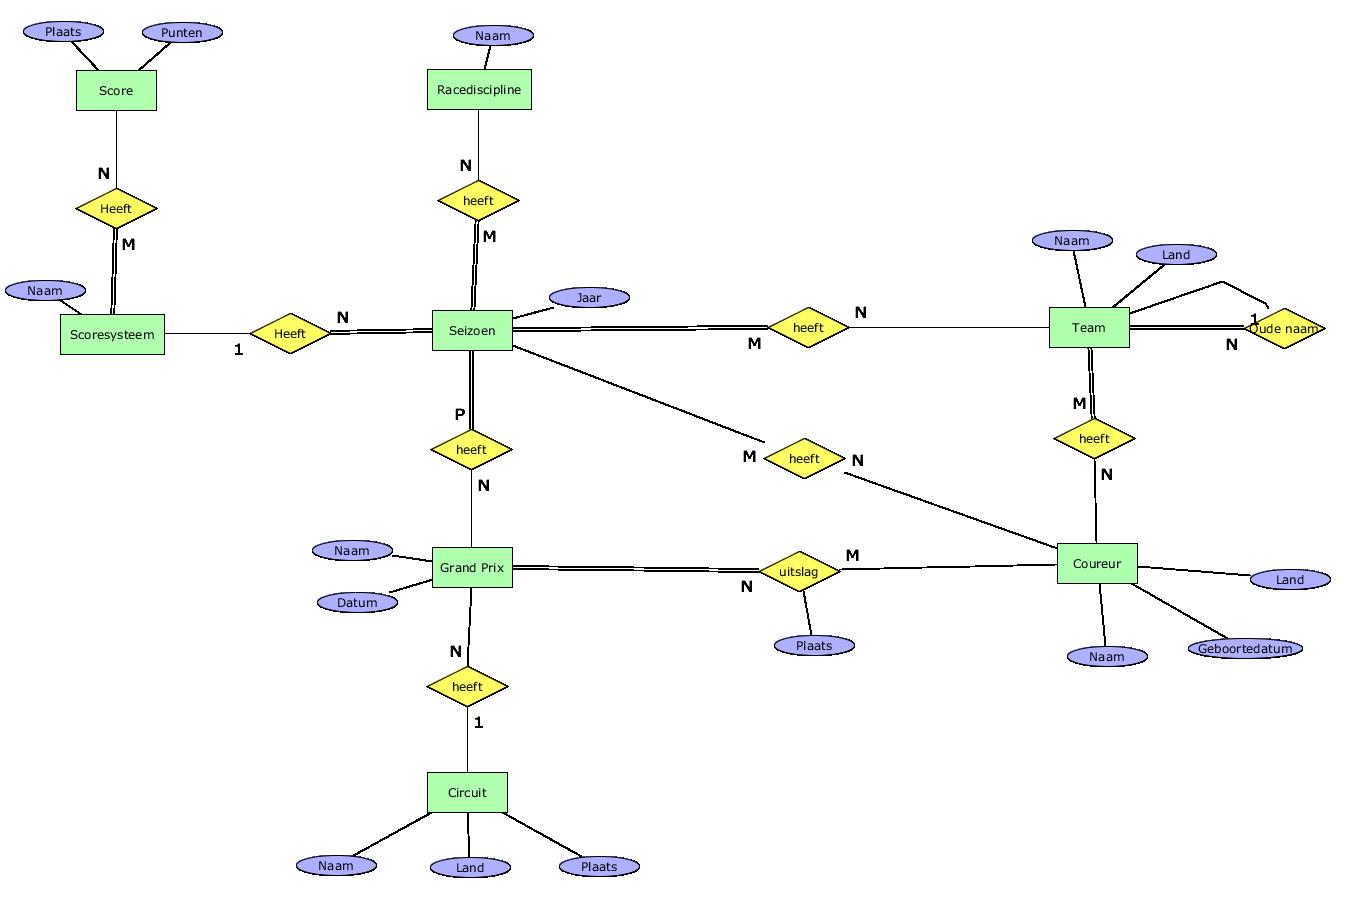 Plaats
Punten
Naam
Score
Racediscipline
N
N
Heeft
heeft
M
M
Naam
Land
Naam
Jaar
Scoresysteem
1
Heeft
N
Seizoen
M
heeft
N
Team
1
Oude naam
N
P
heeft
N
M
heeft
N
M
heeft
N
Naam
Datum
Grand Prix
N
uitslag
M
Plaats
Coureur
Land
Geboortedatum
Naam
N
heeft
1
Circuit
Naam
Land
Plaats